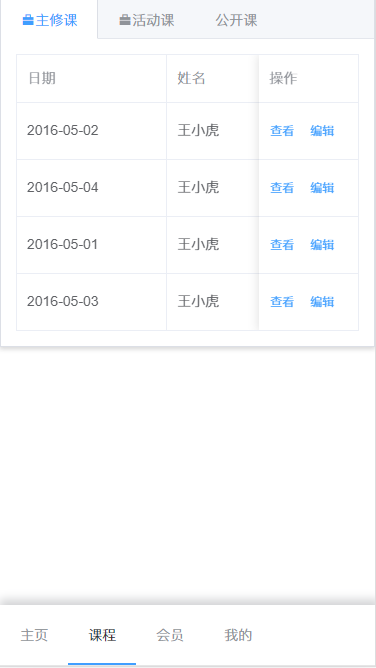 主修课 活动课 公开课
日期 姓名 操作
2016-05-02 王小虎 查看 编辑
2016-05-04 王小虎 查看 编辑
2016-05-01 王小虎 查看 编辑
2016-05-03 王小虎 查看 编辑
主页 课程 会员 我的